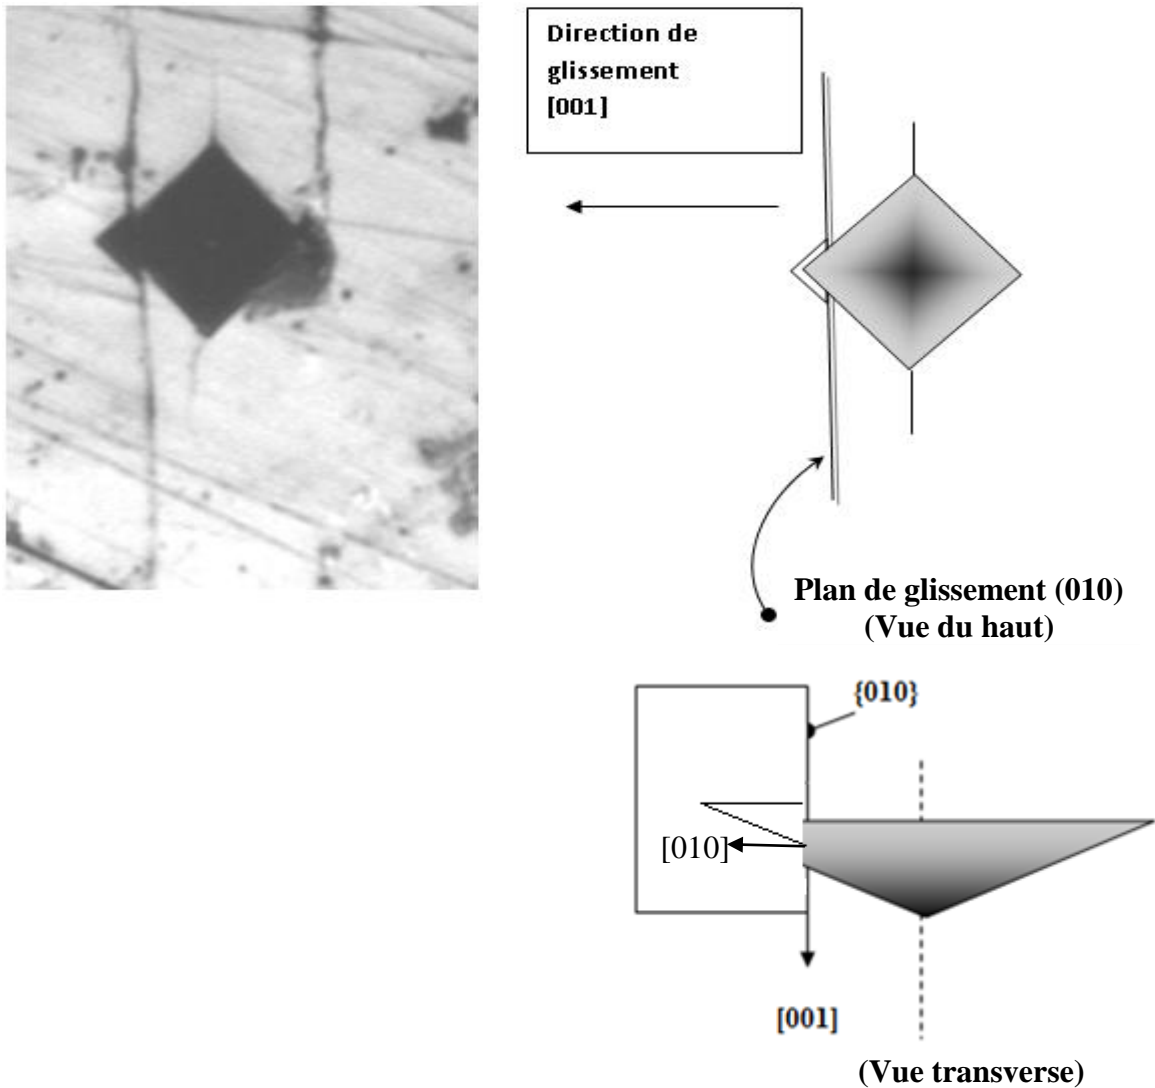 Direction de
glissement
[001]
Plan de glissement (010)
(Vue du haut)
{010}
[010]
[001]
(Vue transverse)